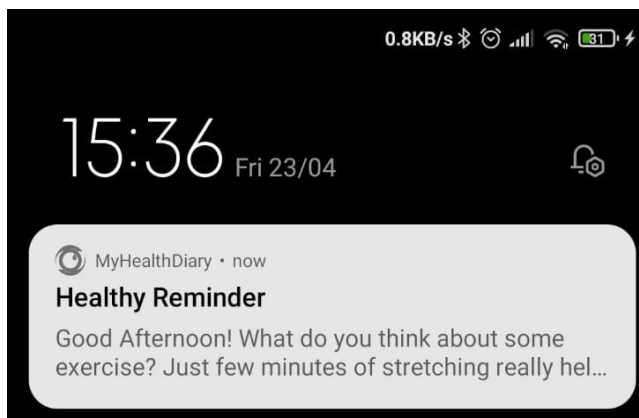 0.8KB/s 31
15:36 Fri 23/04
MyHealthDiary • now
Healthy Reminder
Good Afternoon! What do you think about some
exercise? Just few minutes of stretching really hel...